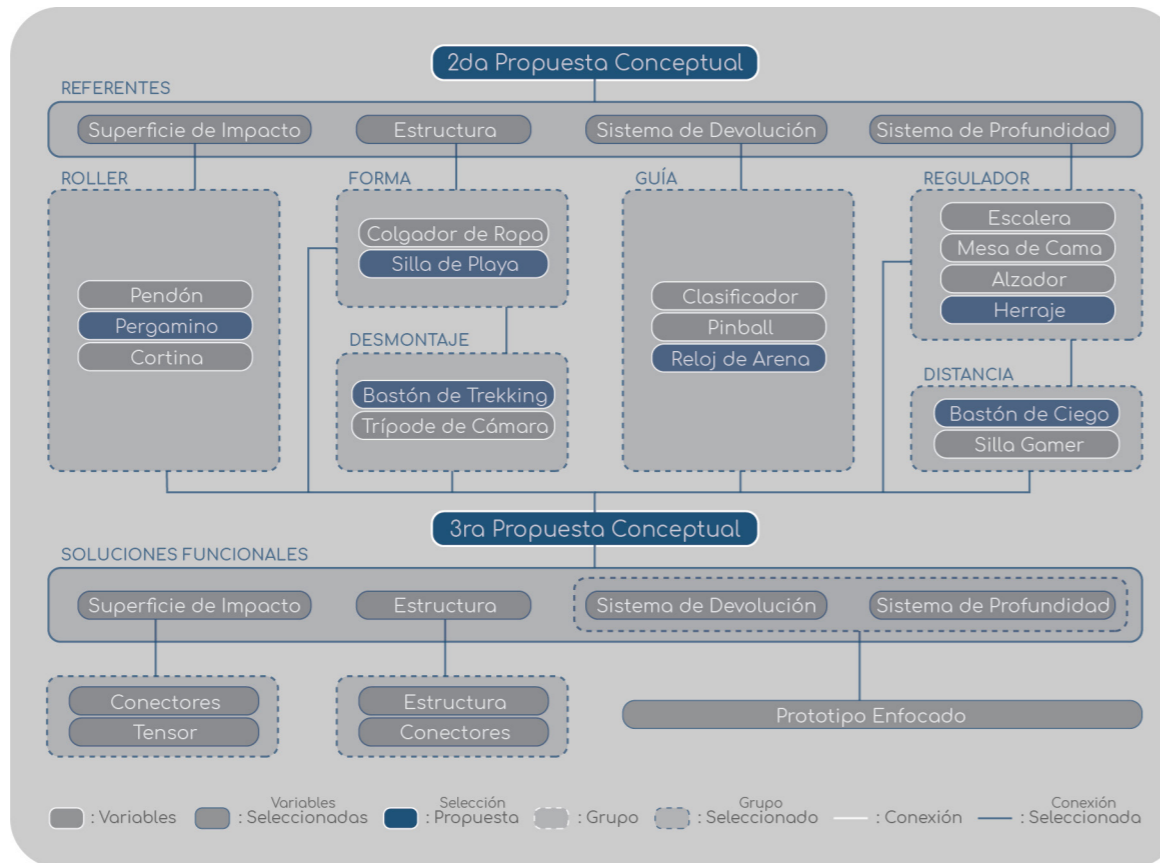 2da Propuesta Conceptual
REFERENTES
Superficie de Impacto
Estructura
Sistema de Devolución
Sistema de Profundidad
ROLLER
Pendón
Pergamino
Cortina
FORMA
Colgador de Ropa
Silla de Playa
DESMONTAJE
Bastón de Trekking
Trípode de Cámara
GUÍA
Clasificador
Pinball
Reloj de Arena
REGULADOR
Escalera
Mesa de Cama
Alzador
Herraje
DISTANCIA
Bastón de Ciego
Silla Gamer
3ra Propuesta Conceptual
SOLUCIONES FUNCIONALES
Superficie de Impacto
Estructura
Sistema de Devolución
Sistema de Profundidad
Conectores
Tensor
Estructura
Conectores
Prototipo Enfocado
: Variables
Variables
: Seleccionadas
Selección
: Propuesta
: Grupo
Grupo
: Seleccionado
: Conexión
Conexión
: Seleccionada